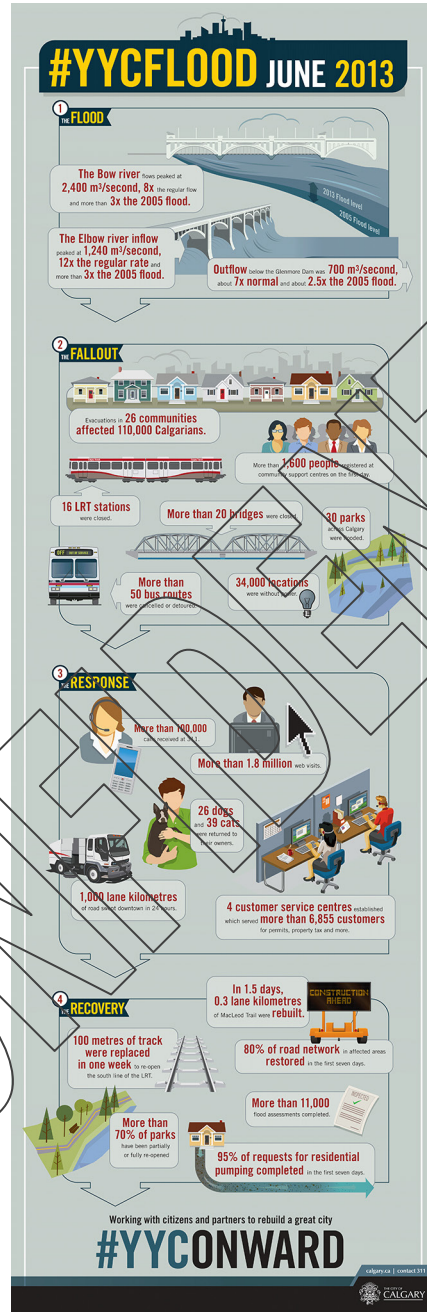 #YYCFLOOD JUNE 2013
1
THE FLOOD
The Bow river flows peaked at
2,400 m³/second, 8x the regular flow
and more than 3x the 2005 flood.
2013 Flood level
2005 Flood level
The Elbow river inflow
peaked at 1,240 m³/second,
12x the regular rate and
more than 3x the 2005 flood.
Outflow below the Glenmore Dam was 700 m³/second,
about 7x normal and about 2.5x the 2005 flood.
2
THE FALLOUT
Evacuations in 26 communities
affected 110,000 Calgarians.
More than 1,600 people registered at
community support centres on the first day.
16 LRT stations
were closed.
More than 20 bridges were closed.
30 parks
across Calgary
were flooded.
OFF
More than
50 bus routes
were cancelled or detoured.
34,000 locations
were without power.
3
THE RESPONSE
More than 100,000
calls received at 311.
More than 1.8 million web visits.
26 dogs
and 39 cats
were returned to
their owners.
1,000 lane kilometres
of road swept downtown in 24 hours.
4 customer service centres established
which served more than 6,855 customers
for permits, property tax and more.
4
THE RECOVERY
In 1.5 days,
0.3 lane kilometres
of MacLeod Trail were rebuilt.
CONSTRUCTION
AHEAD
100 metres of track
were replaced
in one week to re-open
the south line of the LRT.
80% of road network in affected areas
restored in the first seven days.
More than 11,000
flood assessments completed.
INSPECTED
More than
70% of parks
have been partially
or fully re-opened
95% of requests for residential
pumping completed in the first seven days.
Working with citizens and partners to rebuild a great city
#YYCONWARD
calgary.ca | contact 311
THE CITY OF
CALGARY